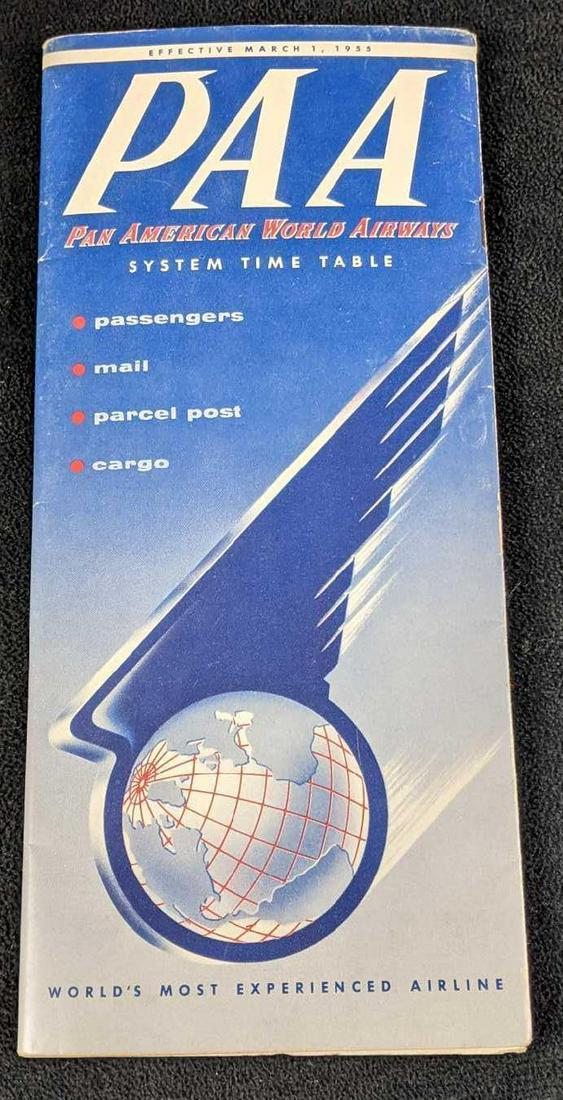 EFFECTIVE MARCH 1, 1955
PAA
PAN AMERICAN WORLD AIRWAYS
SYSTEM TIME TABLE
passengers
mail
parcel post
cargo
WORLD'S MOST EXPERIENCED AIRLINE